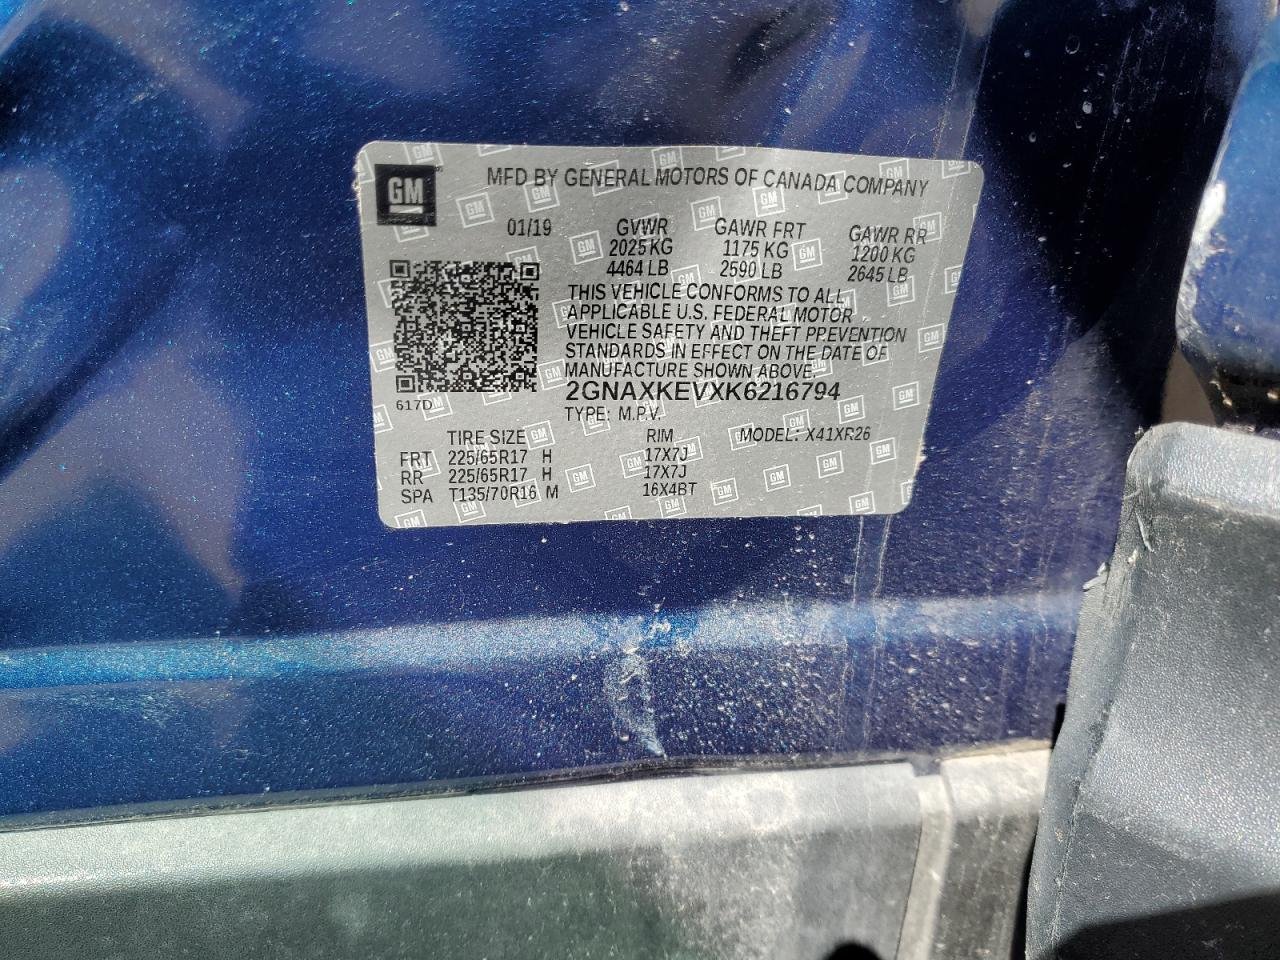 GM
MFD BY GENERAL MOTORS OF CANADA COMPANY
01/19 GVWR GAWR FRT GAWR RR
2025 KG 1175 KG 1200 KG
4464 LB 2590 LB 2645 LB
THIS VEHICLE CONFORMS TO ALL
APPLICABLE U.S. FEDERAL MOTOR
VEHICLE SAFETY AND THEFT PREVENTION
STANDARDS IN EFFECT ON THE DATE OF
MANUFACTURE SHOWN ABOVE.
2GNAXKEVXK6216794
617D
TYPE: M.P.V.
TIRE SIZE RIM MODEL: X41XR26
FRT 225/65R17 H 17X7J
RR 225/65R17 H 17X7J
SPA T135/70R16 M 16X4BT